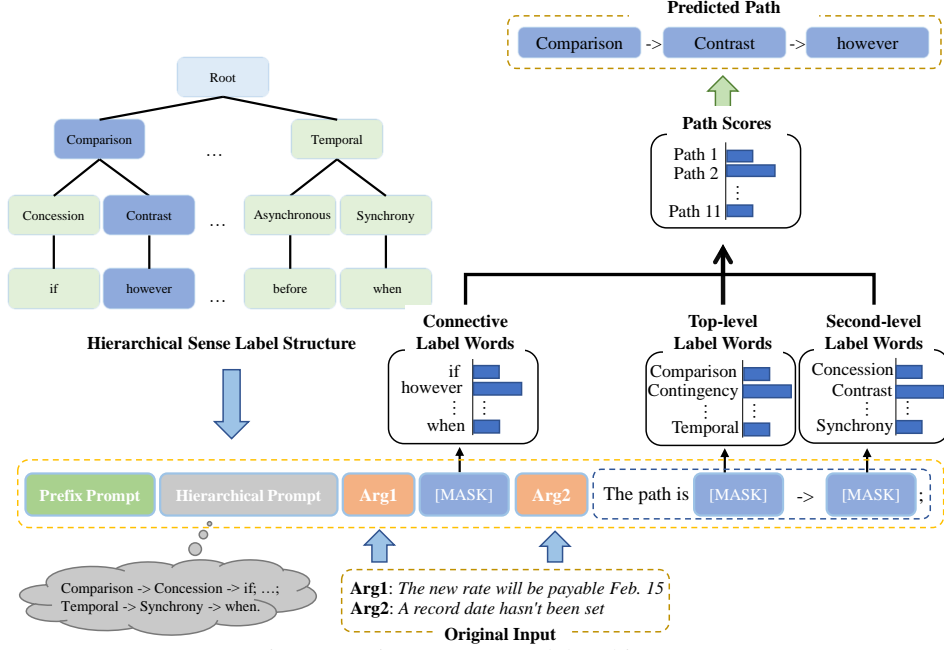 Predicted Path
Comparison -> Contrast -> however
Root
Comparison ... Temporal
Concession Contrast ... Asynchronous Synchrony
if however ... before when
Hierarchical Sense Label Structure
Path Scores
Path 1
Path 2
⋮
Path 11
Connective
Label Words
if
however
⋮ ⋮
when
Top-level
Label Words
Comparison
Contingency
⋮ ⋮
Temporal
Second-level
Label Words
Concession
Contrast
⋮ ⋮
Synchrony
Prefix Prompt Hierarchical Prompt Arg1 [MASK] Arg2 The path is [MASK] -> [MASK] ;
Comparison -> Concession -> if; …;
Temporal -> Synchrony -> when.
Arg1: The new rate will be payable Feb. 15
Arg2: A record date hasn't been set
Original Input